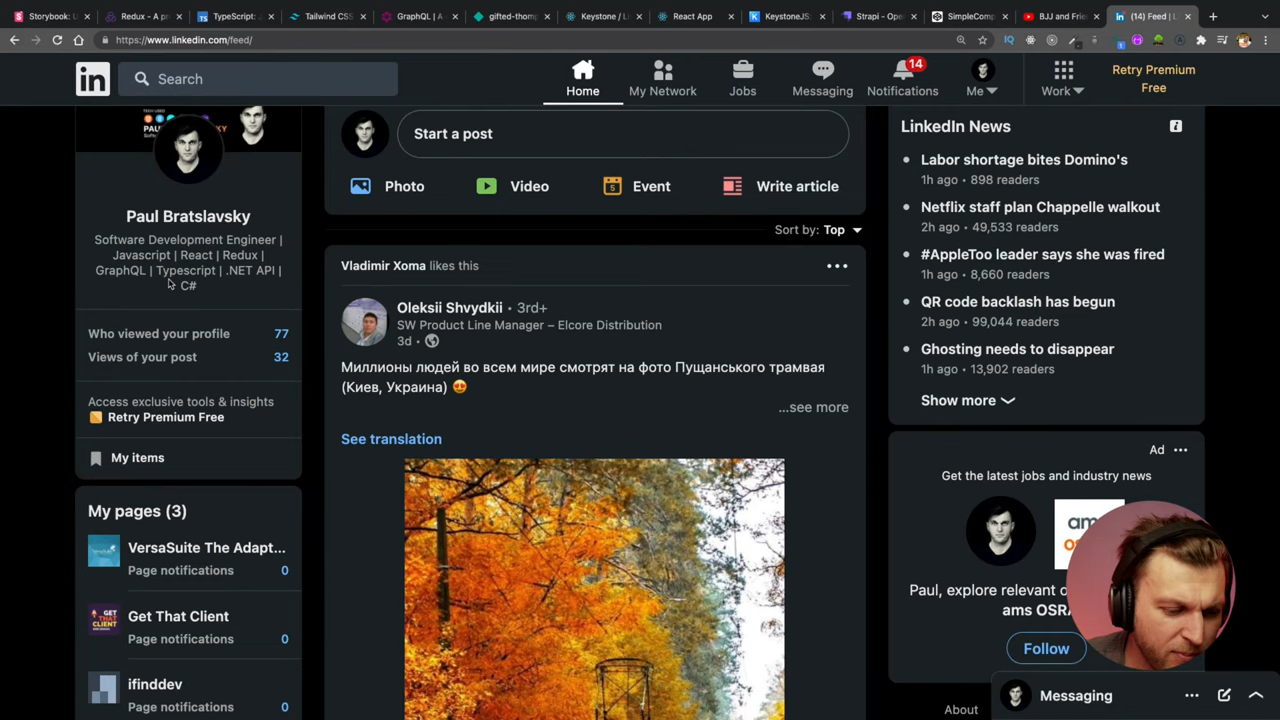 Storybook: U
Redux - A p
TypeScript:
Tailwind CSS
GraphQL | A
gifted-thomp
Keystone / L
React App
KeystoneJS:
Strapi - Ope
SimpleComp
BJJ and Frie
(14) Feed | L
https://www.linkedin.com/feed/
in
Search
Home
My Network
Jobs
Messaging
14
Notifications
Me
Work
Retry Premium
Free
Paul Bratslavsky
Software Development Engineer |
Javascript | React | Redux |
GraphQL | Typescript | .NET API |
C#
Who viewed your profile 77
Views of your post 32
Access exclusive tools & insights
Retry Premium Free
My items
My pages (3)
VersaSuite The Adapt...
Page notifications 0
Get That Client
Page notifications 0
ifinddev
Page notifications 0
Start a post
Photo
Video
Event
Write article
Sort by: Top
Vladimir Xoma likes this
Oleksii Shvydkii • 3rd+
SW Product Line Manager – Elcore Distribution
3d •
Миллионы людей во всем мире смотрят на фото Пущанського трамвая
(Киев, Украина) 😍
...see more
See translation
LinkedIn News
Labor shortage bites Domino's
1h ago • 898 readers
Netflix staff plan Chappelle walkout
2h ago • 49,533 readers
#AppleToo leader says she was fired
1h ago • 8,660 readers
QR code backlash has begun
2h ago • 99,044 readers
Ghosting needs to disappear
1h ago • 13,902 readers
Show more
Ad
Get the latest jobs and industry news
Paul, explore relevant o
ams OSRA
Follow
About
Messaging